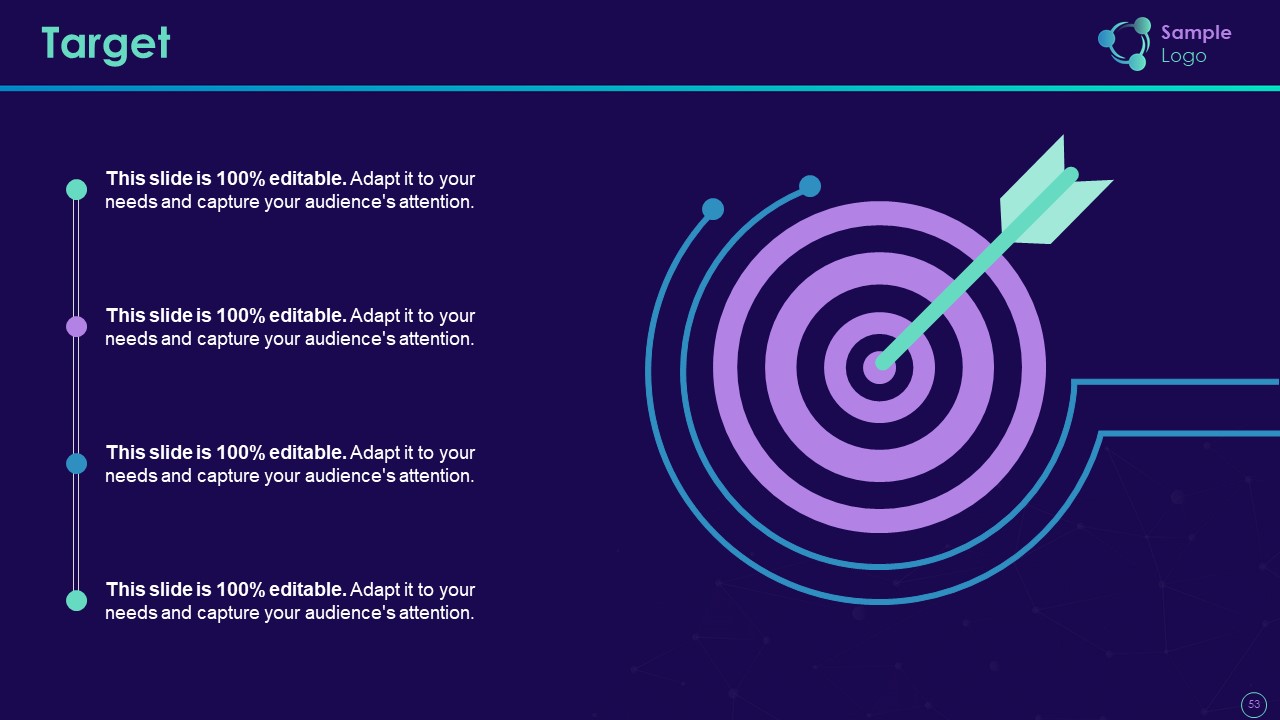 Target
Sample
Logo
This slide is 100% editable. Adapt it to your
needs and capture your audience's attention.
This slide is 100% editable. Adapt it to your
needs and capture your audience's attention.
This slide is 100% editable. Adapt it to your
needs and capture your audience's attention.
This slide is 100% editable. Adapt it to your
needs and capture your audience's attention.
53